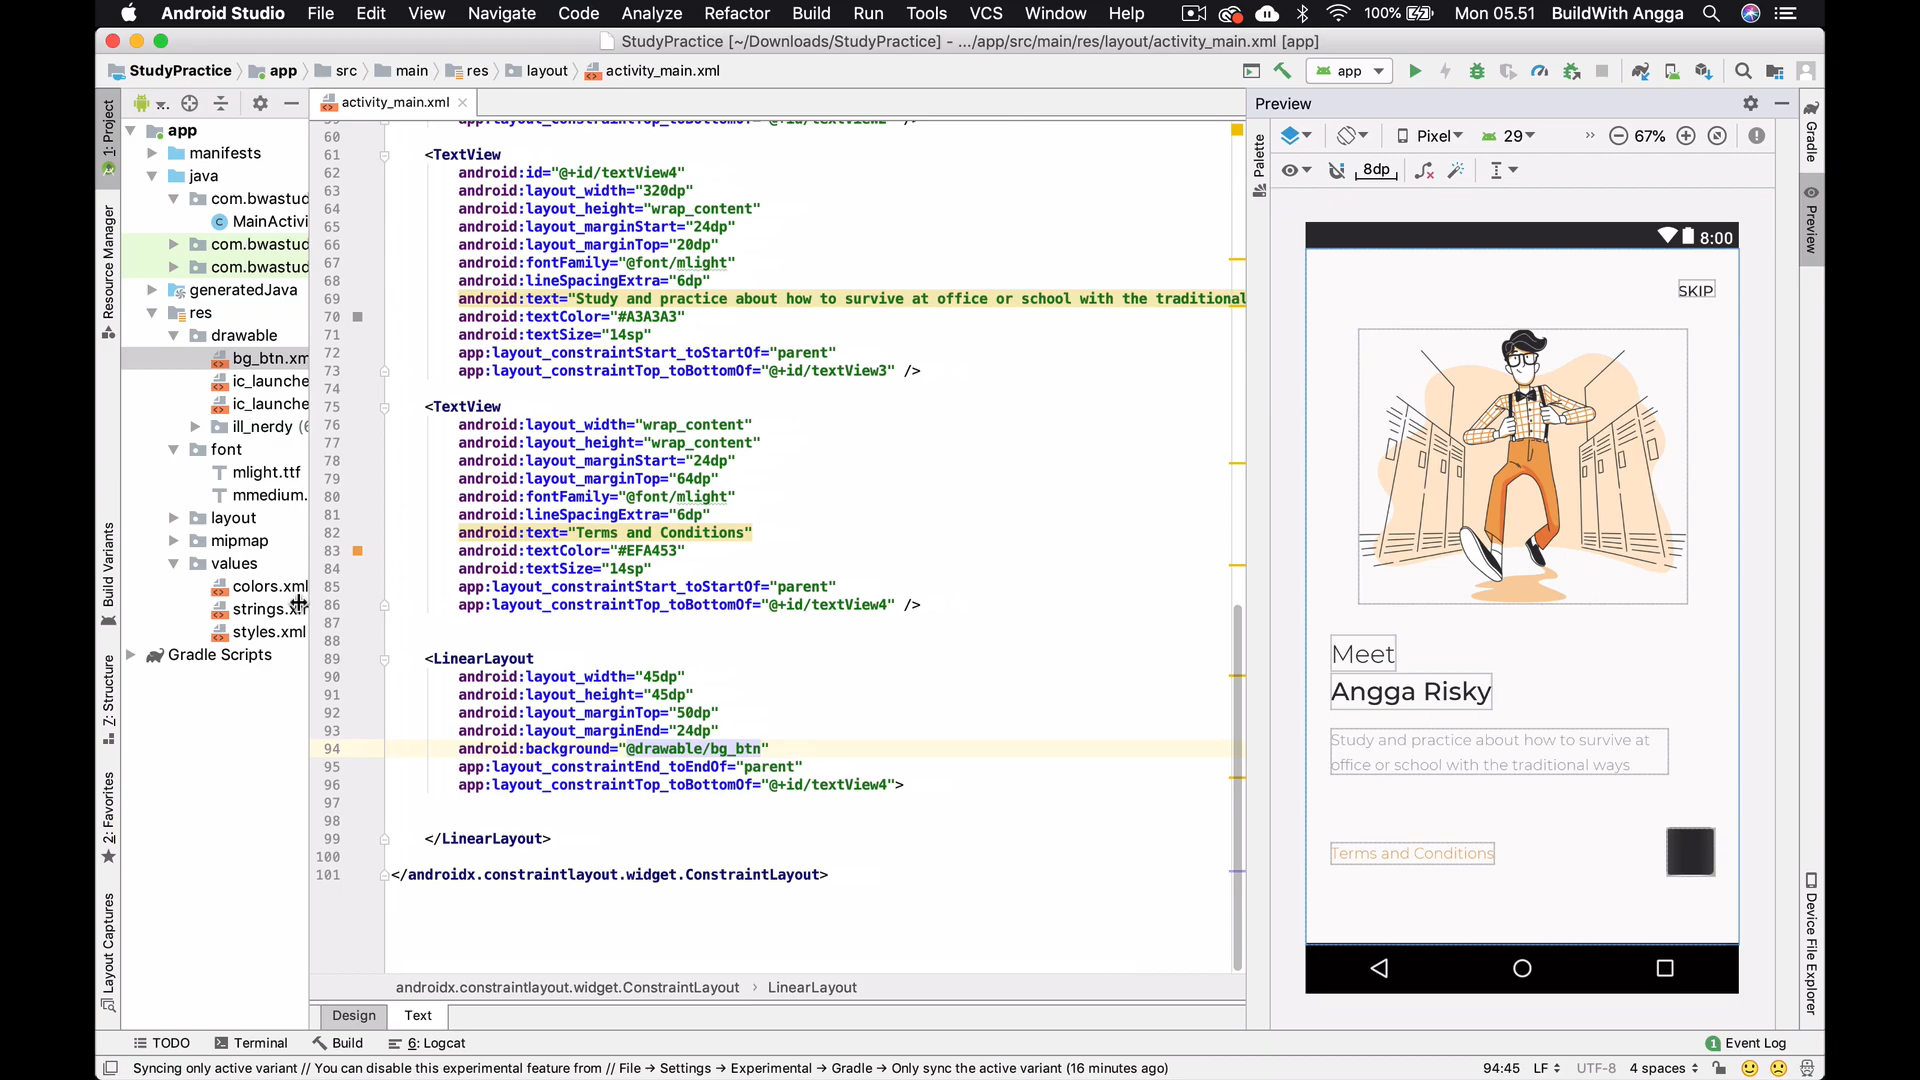 Android Studio File Edit View Navigate Code Analyze Refactor Build Run Tools VCS Window Help 100% Mon 05.51 BuildWith Angga
StudyPractice [~/Downloads/StudyPractice] - .../app/src/main/res/layout/activity_main.xml [app]
StudyPractice app src main res layout activity_main.xml app
1: Project
Resource Manager
Build Variants
Z: Structure
2: Favorites
Layout Captures
app
manifests
java
com.bwastud
MainActivi
com.bwastud
com.bwastud
generatedJava
res
drawable
bg_btn.xm
ic_launche
ic_launche
ill_nerdy (6
font
mlight.ttf
mmedium.
layout
mipmap
values
colors.xml
strings.xml
styles.xml
Gradle Scripts
activity_main.xml
app:layout_constraintTop_toBottomOf="@+id/textView2" />
60
61 <TextView
62 android:id="@+id/textView4"
63 android:layout_width="320dp"
64 android:layout_height="wrap_content"
65 android:layout_marginStart="24dp"
66 android:layout_marginTop="20dp"
67 android:fontFamily="@font/mlight"
68 android:lineSpacingExtra="6dp"
69 android:text="Study and practice about how to survive at office or school with the traditional
70 android:textColor="#A3A3A3"
71 android:textSize="14sp"
72 app:layout_constraintStart_toStartOf="parent"
73 app:layout_constraintTop_toBottomOf="@+id/textView3" />
74
75 <TextView
76 android:layout_width="wrap_content"
77 android:layout_height="wrap_content"
78 android:layout_marginStart="24dp"
79 android:layout_marginTop="64dp"
80 android:fontFamily="@font/mlight"
81 android:lineSpacingExtra="6dp"
82 android:text="Terms and Conditions"
83 android:textColor="#EFA453"
84 android:textSize="14sp"
85 app:layout_constraintStart_toStartOf="parent"
86 app:layout_constraintTop_toBottomOf="@+id/textView4" />
87
88
89 <LinearLayout
90 android:layout_width="45dp"
91 android:layout_height="45dp"
92 android:layout_marginTop="50dp"
93 android:layout_marginEnd="24dp"
94 android:background="@drawable/bg_btn"
95 app:layout_constraintEnd_toEndOf="parent"
96 app:layout_constraintTop_toBottomOf="@+id/textView4">
97
98
99 </LinearLayout>
100
101 </androidx.constraintlayout.widget.ConstraintLayout>
androidx.constraintlayout.widget.ConstraintLayout › LinearLayout
Design Text
Preview
Palette
Pixel 29 » 67%
8dp
8:00
SKIP
Meet
Angga Risky
Study and practice about how to survive at
office or school with the traditional ways
Terms and Conditions
Gradle
Preview
Device File Explorer
TODO Terminal Build 6: Logcat 1 Event Log
Syncing only active variant // You can disable this experimental feature from // File → Settings → Experimental → Gradle → Only sync the active variant (16 minutes ago) 94:45 LF UTF-8 4 spaces